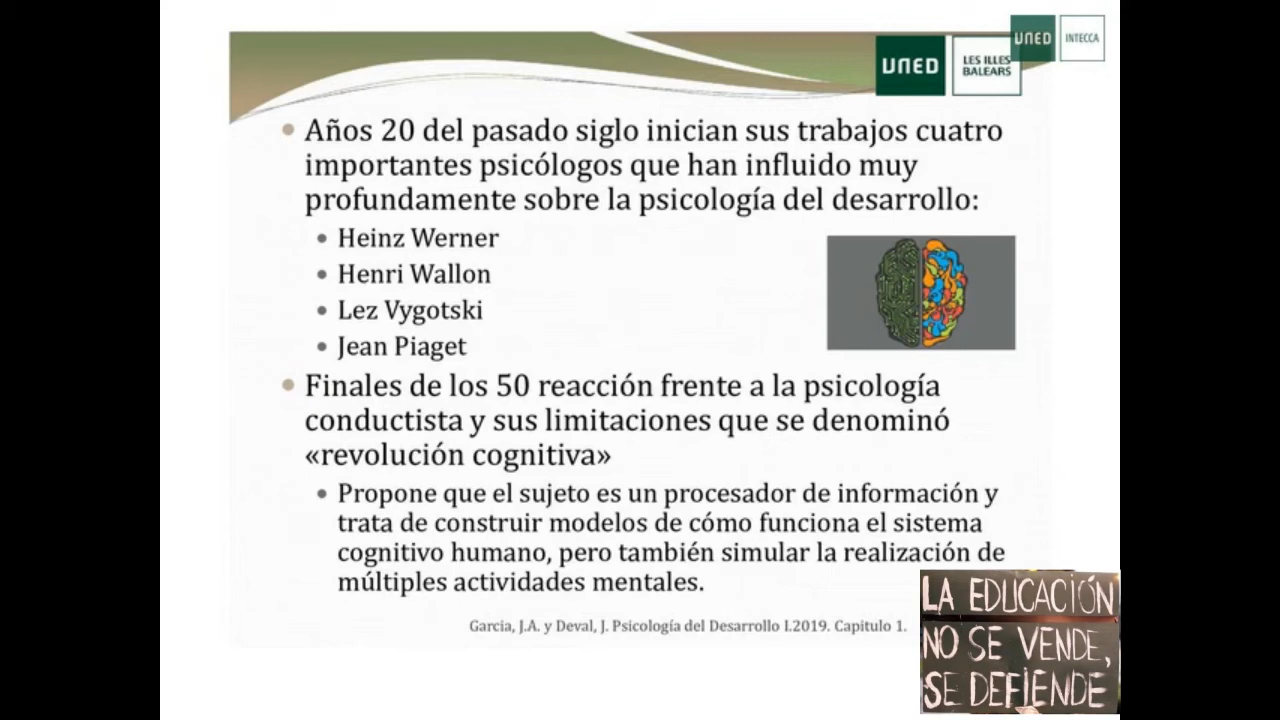 UNED
INTECCA
UNED
LES ILLES
BALEARS
Años 20 del pasado siglo inician sus trabajos cuatro
importantes psicólogos que han influido muy
profundamente sobre la psicología del desarrollo:
Heinz Werner
Henri Wallon
Lez Vygotski
Jean Piaget
Finales de los 50 reacción frente a la psicología
conductista y sus limitaciones que se denominó
«revolución cognitiva»
Propone que el sujeto es un procesador de información y
trata de construir modelos de cómo funciona el sistema
cognitivo humano, pero también simular la realización de
múltiples actividades mentales.
Garcia, J.A. y Deval, J. Psicología del Desarrollo I.2019. Capitulo 1.
LA EDUCACIÓN
NO SE VENDE,
SE DEFIENDE